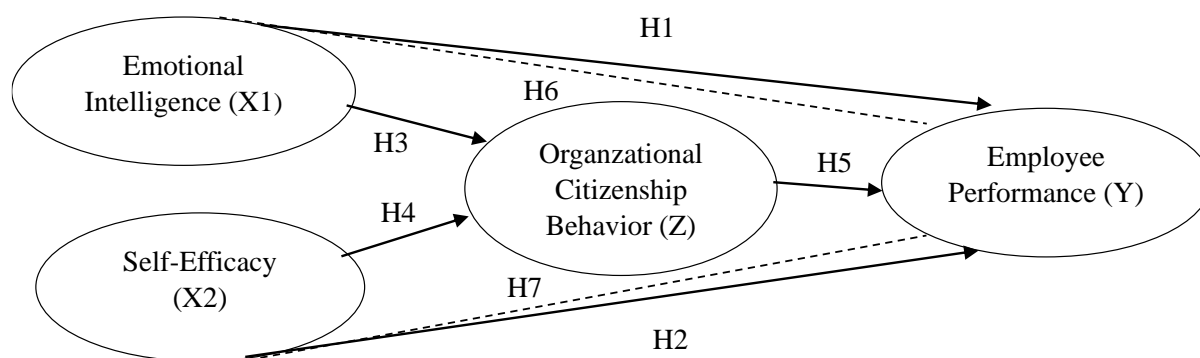 H1
Emotional
Intelligence (X1)
H6
H3
Organzational
Citizenship
Behavior (Z)
H5
Employee
Performance (Y)
H4
Self-Efficacy
(X2)
H7
H2